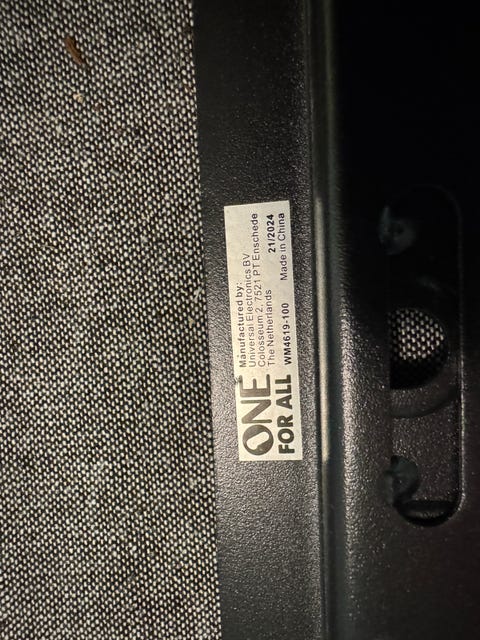 ONE
FOR ALL
Manufactured by:
Universal Electronics BV
Colosseum 2, 7521 PT Enschede
The Netherlands 21/2024
WM4619-100 Made in China